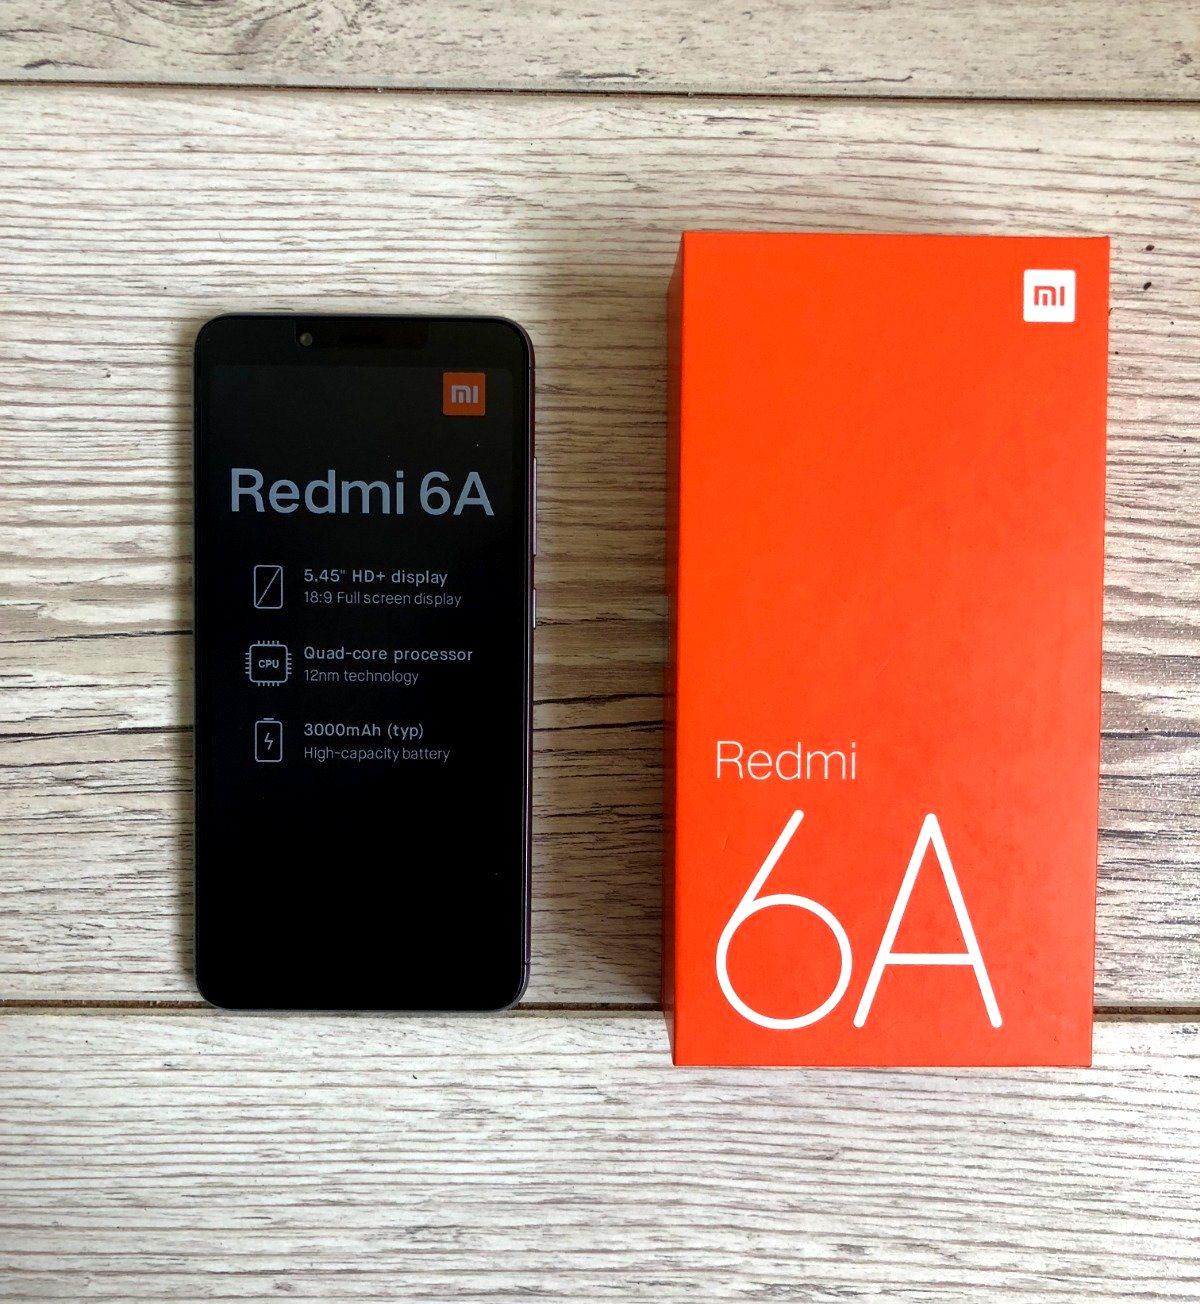 mi
Redmi 6A
5.45" HD+ display
18:9 Full screen display
CPU
Quad-core processor
12nm technology
3000mAh (typ)
High-capacity battery
mi
Redmi
6A